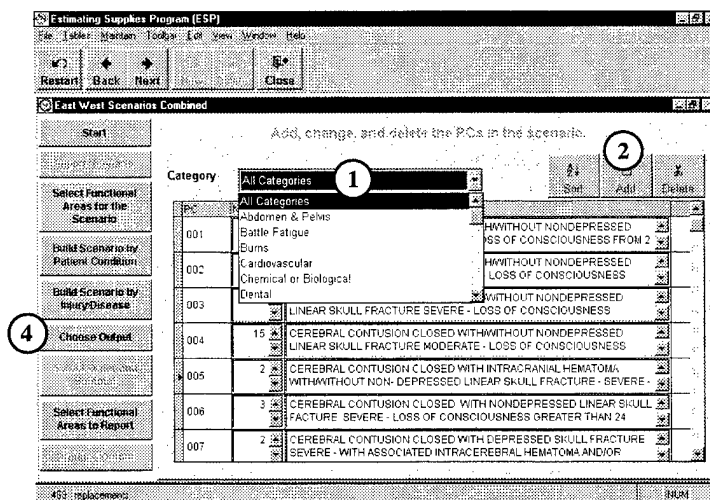 Estimating Supplies Program (ESP)
File Tables Maintain Toolbar Edit View Window Help
Restart Back Next Close
East West Scenarios Combined
Start
Add, change, and delete the PCs in the scenario.
Select Functional
Areas for the
Scenario
Build Scenario by
Patient Condition
Build Scenario by
Injury/Disease
4 Choose Output
Select Functional
Areas to Report
Category All Categories 1
2
Sort Add Delete
All Categories
Abdomen & Pelvis
Battle Fatigue
Burns
Cardiovascular
Chemical or Biological
Dental
PC
001 WITHOUT NONDEPRESSED
LOSS OF CONSCIOUSNESS FROM 2
002 WITHOUT NONDEPRESSED
LOSS OF CONSCIOUSNESS
003 WITHOUT NONDEPRESSED
LINEAR SKULL FRACTURE SEVERE - LOSS OF CONSCIOUSNESS
004 15 CEREBRAL CONTUSION CLOSED WITH/WITHOUT NONDEPRESSED
LINEAR SKULL FRACTURE MODERATE - LOSS OF CONSCIOUSNESS
005 2 CEREBRAL CONTUSION CLOSED WITH INTRACRANIAL HEMATOMA
WITH/WITHOUT NON- DEPRESSED LINEAR SKULL FRACTURE - SEVERE -
006 3 CEREBRAL CONTUSION CLOSED WITH NONDEPRESSED LINEAR SKULL
FACTURE SEVERE - LOSS OF CONSCIOUSNESS GREATER THAN 24
007 2 CEREBRAL CONTUSION CLOSED WITH DEPRESSED SKULL FRACTURE
SEVERE - WITH ASSOCIATED INTRACEREBRAL HEMATOMA AND/OR
453 replacements NUM